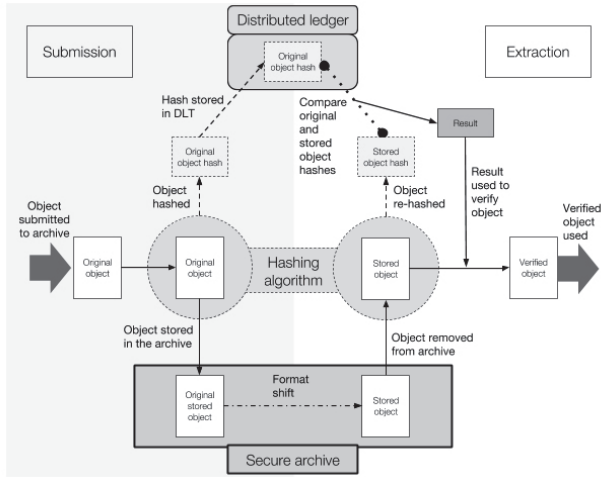 Distributed ledger
Submission
Original
object hash
Extraction
Hash stored
in DLT
Compare
original
and
stored
object
hashes
Result
Original
object hash
Stored
object hash
Object
hashed
Object
re-hashed
Result
used to
verify
object
Object
submitted
to archive
Verified
object
used
Original
object
Original
object
Hashing
algorithm
Stored
object
Verified
object
Object stored
in the archive
Object removed
from archive
Original
stored
object
Format
shift
Stored
object
Secure archive